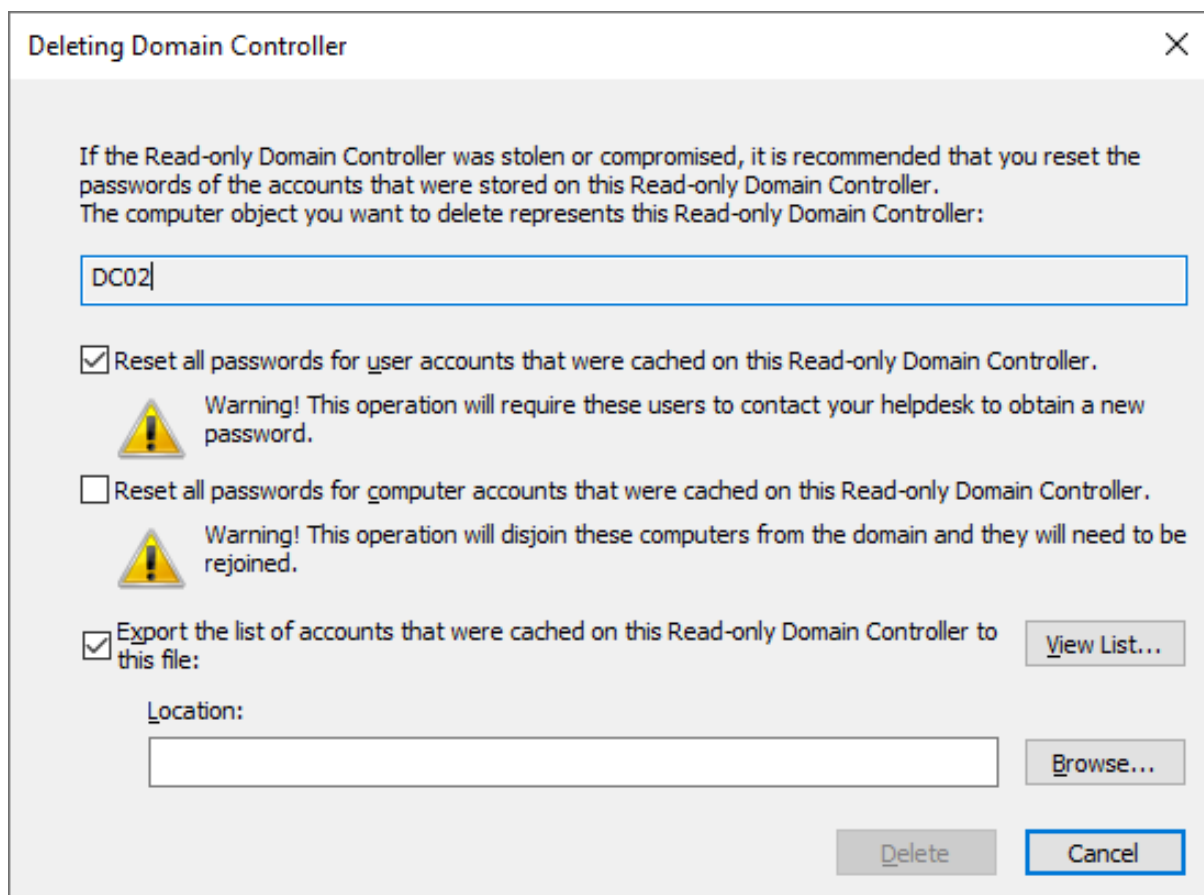 Deleting Domain Controller
If the Read-only Domain Controller was stolen or compromised, it is recommended that you reset the
passwords of the accounts that were stored on this Read-only Domain Controller.
The computer object you want to delete represents this Read-only Domain Controller:
DC02
Reset all passwords for user accounts that were cached on this Read-only Domain Controller.
Warning! This operation will require these users to contact your helpdesk to obtain a new
password.
Reset all passwords for computer accounts that were cached on this Read-only Domain Controller.
Warning! This operation will disjoin these computers from the domain and they will need to be
rejoined.
Export the list of accounts that were cached on this Read-only Domain Controller to
this file:
View List...
Location:
Browse...
Delete
Cancel